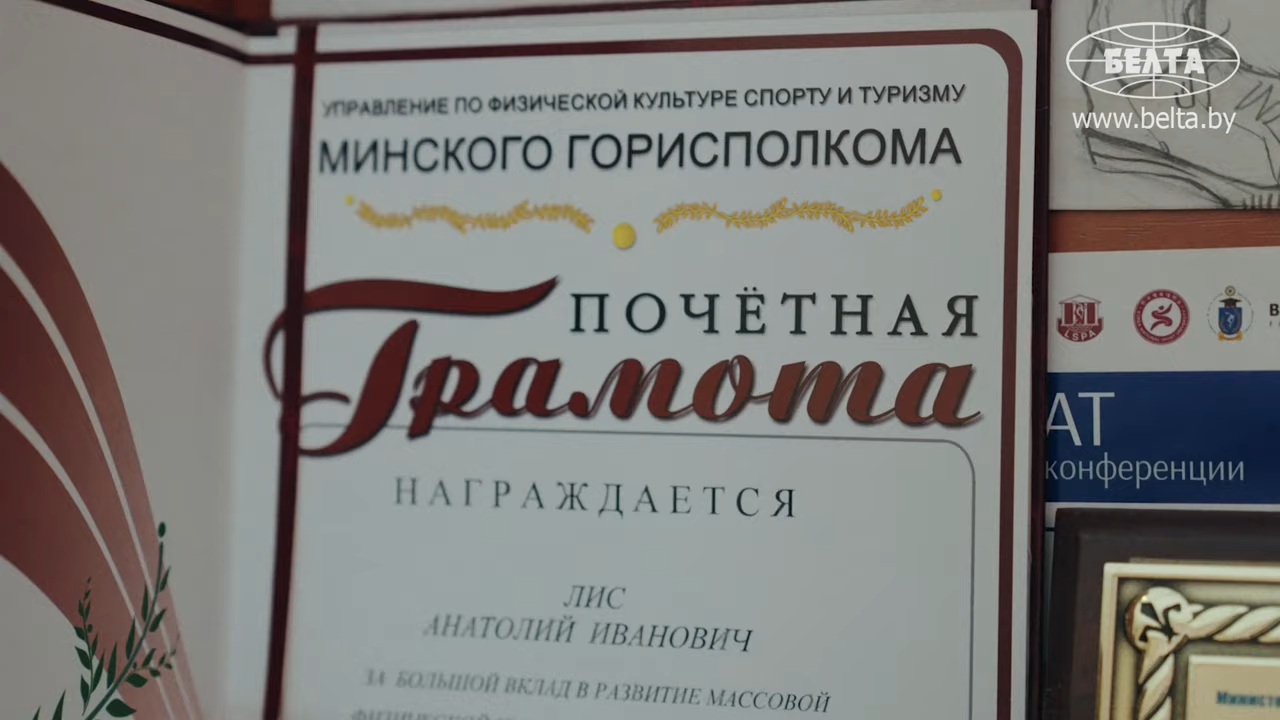 БЕЛТА
www.belta.by
УПРАВЛЕНИЕ ПО ФИЗИЧЕСКОЙ КУЛЬТУРЕ СПОРТУ И ТУРИЗМУ
МИНСКОГО ГОРИСПОЛКОМА
ПОЧЁТНАЯ
Грамота
НАГРАЖДАЕТСЯ
ЛИС
АНАТОЛИЙ ИВАНОВИЧ
ЗА БОЛЬШОЙ ВКЛАД В РАЗВИТИЕ МАССОВОЙ
LSPA
АТ
конференции